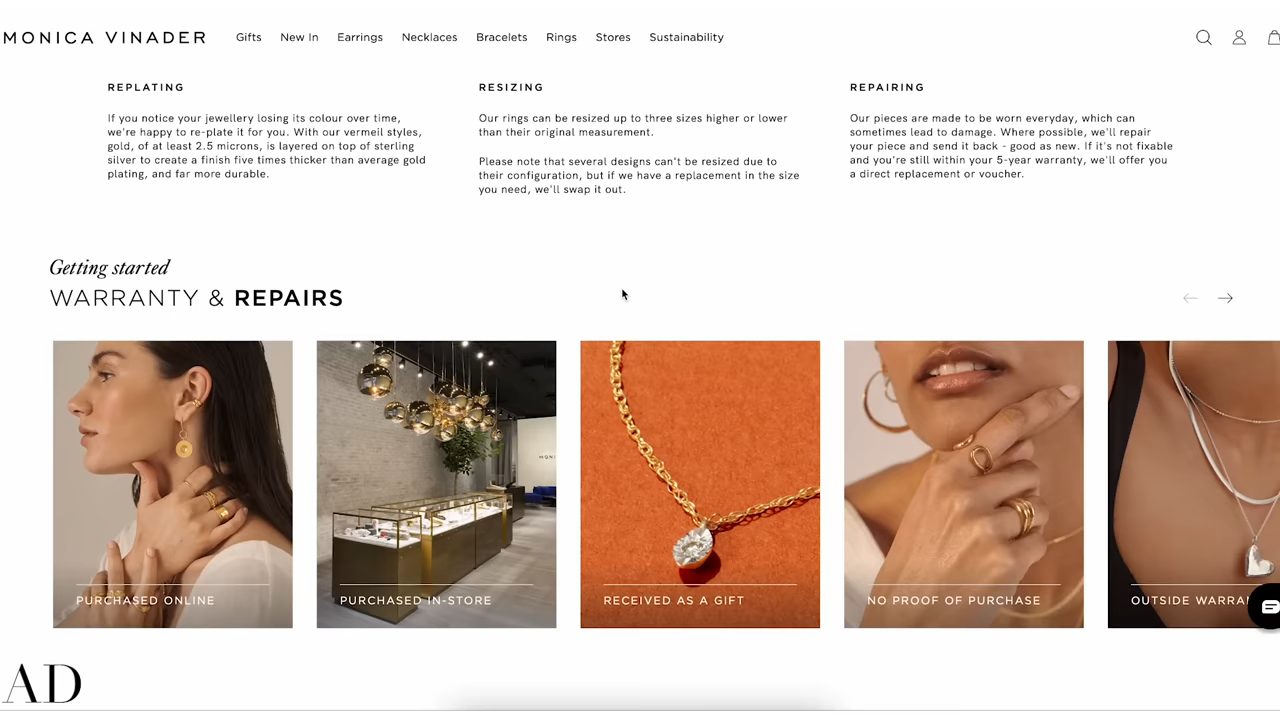 MONICA VINADER
Gifts New In Earrings Necklaces Bracelets Rings Stores Sustainability
REPLATING
If you notice your jewellery losing its colour over time,
we're happy to re-plate it for you. With our vermeil styles,
gold, of at least 2.5 microns, is layered on top of sterling
silver to create a finish five times thicker than average gold
plating, and far more durable.
RESIZING
Our rings can be resized up to three sizes higher or lower
than their original measurement.
Please note that several designs can't be resized due to
their configuration, but if we have a replacement in the size
you need, we'll swap it out.
REPAIRING
Our pieces are made to be worn everyday, which can
sometimes lead to damage. Where possible, we'll repair
your piece and send it back - good as new. If it's not fixable
and you're still within your 5-year warranty, we'll offer you
a direct replacement or voucher.
Getting started
WARRANTY & REPAIRS
PURCHASED ONLINE
PURCHASED IN-STORE
RECEIVED AS A GIFT
NO PROOF OF PURCHASE
OUTSIDE
AD